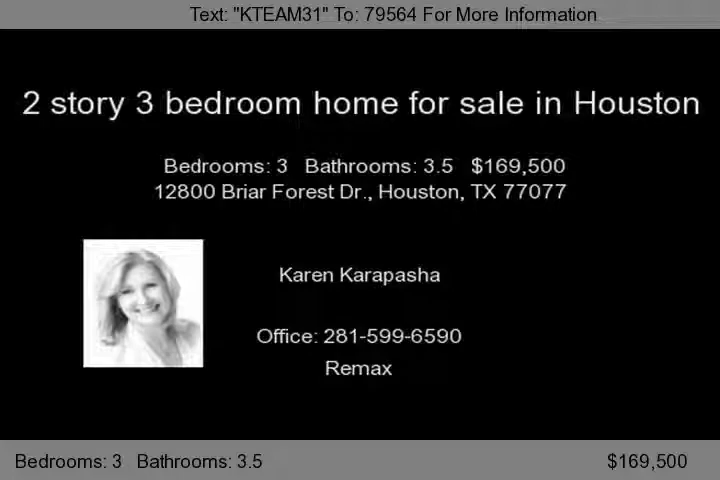 Text: "KTEAM31" To: 79564 For More Information
2 story 3 bedroom home for sale in Houston
Bedrooms: 3 Bathrooms: 3.5 $169,500
12800 Briar Forest Dr., Houston, TX 77077
Karen Karapasha
Office: 281-599-6590
Remax
Bedrooms: 3 Bathrooms: 3.5 $169,500